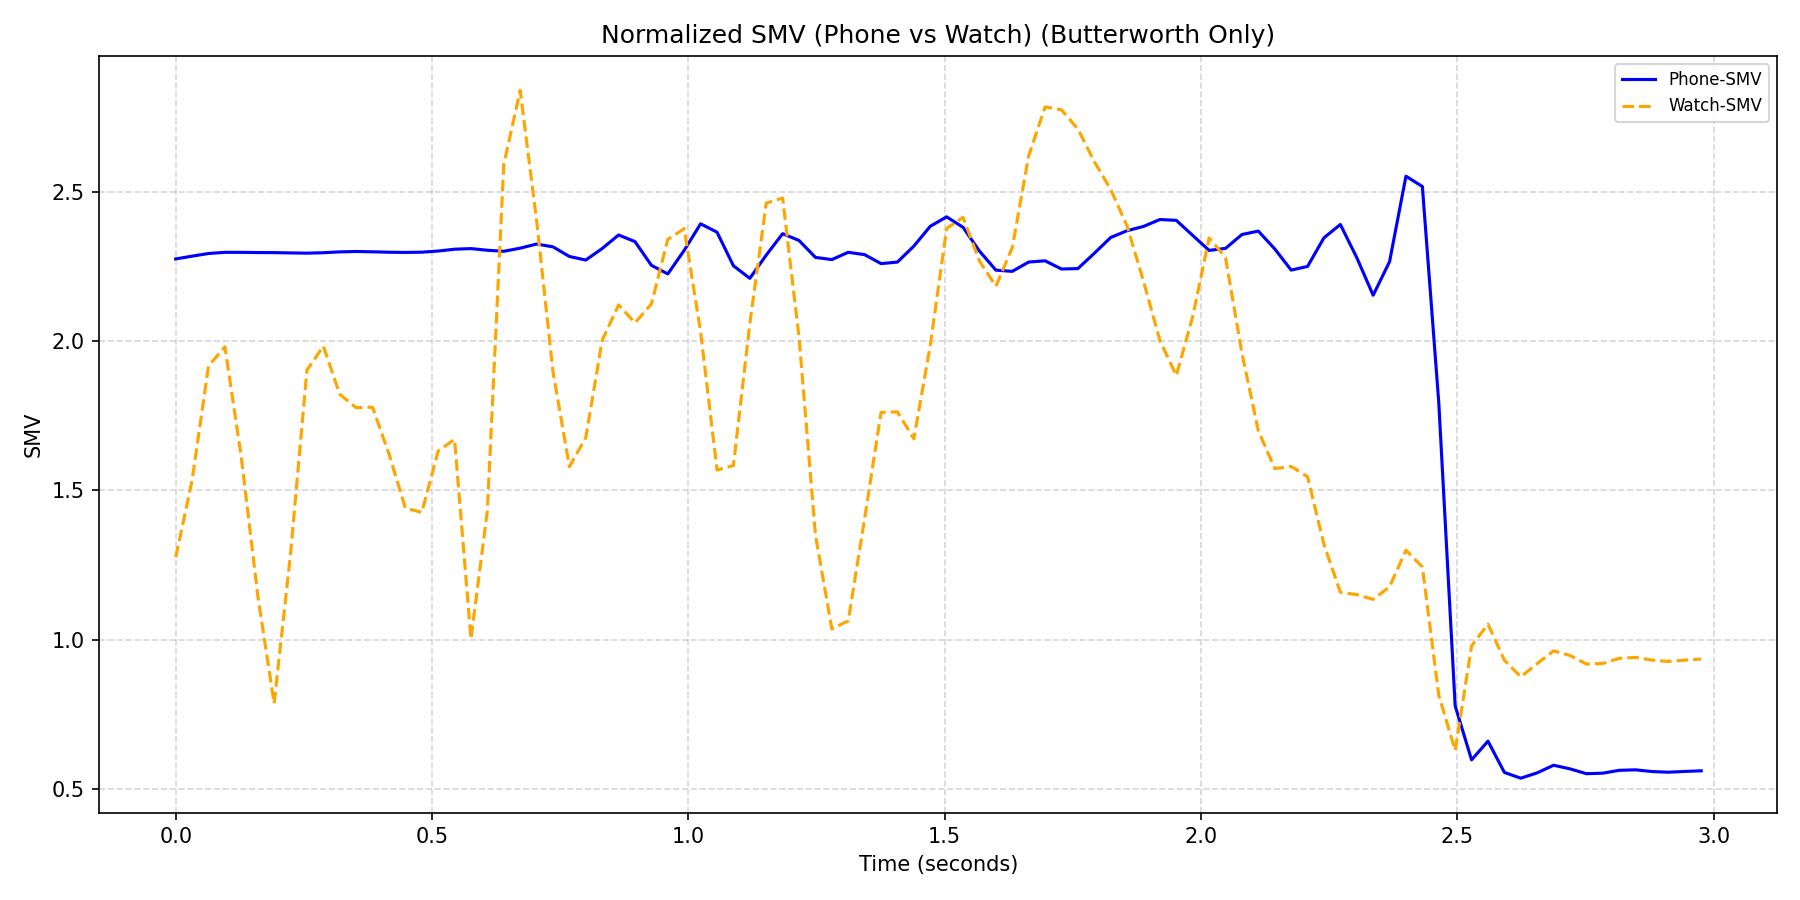 Normalized SMV (Phone vs Watch) (Butterworth Only)
Phone-SMV
Watch-SMV
SMV
2.5
2.0
1.5
1.0
0.5
0.0 0.5 1.0 1.5 2.0 2.5 3.0
Time (seconds)